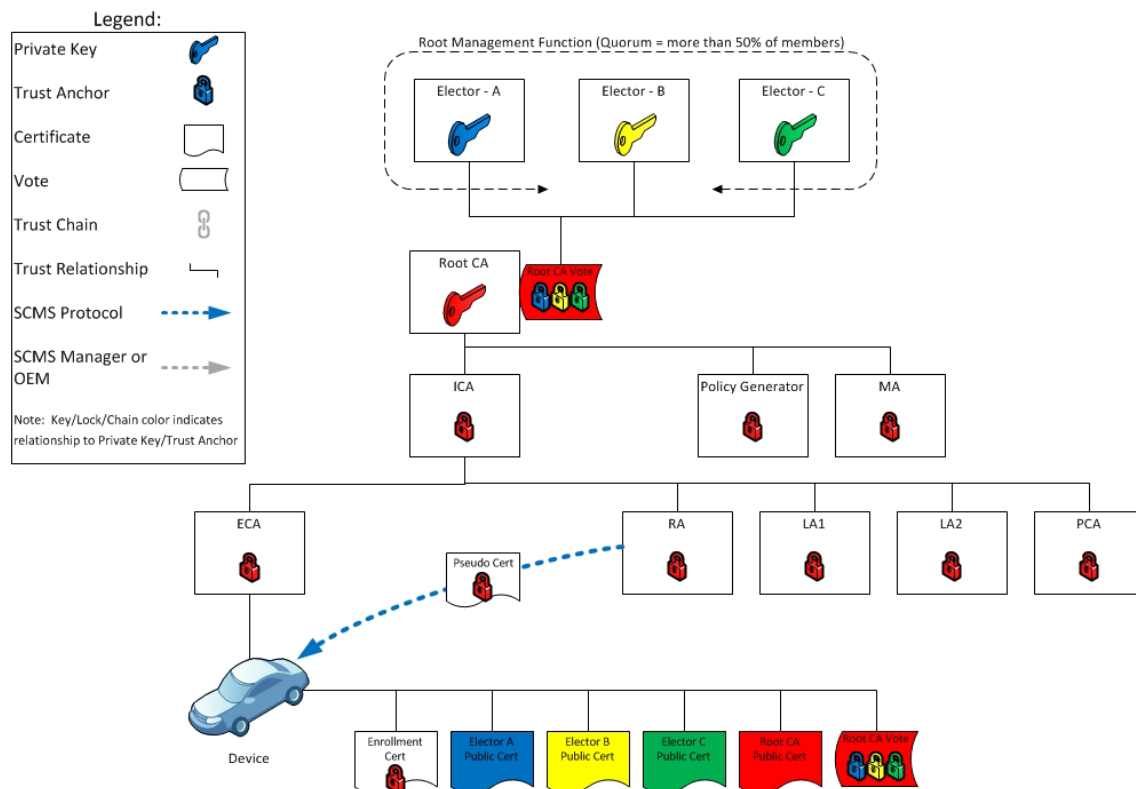 Legend:
Private Key
Trust Anchor
Certificate
Vote
Trust Chain
Trust Relationship
SCMS Protocol
SCMS Manager or
OEM
Note:  Key/Lock/Chain color indicates
relationship to Private Key/Trust Anchor
Root Management Function (Quorum = more than 50% of members)
Elector - A
Elector - B
Elector - C
Root CA
Root CA Vote
ICA
Policy Generator
MA
ECA
RA
LA1
LA2
PCA
Pseudo Cert
Device
Enrollment
Cert
Elector A
Public Cert
Elector B
Public Cert
Elector C
Public Cert
Root CA
Public Cert
Root CA Vote